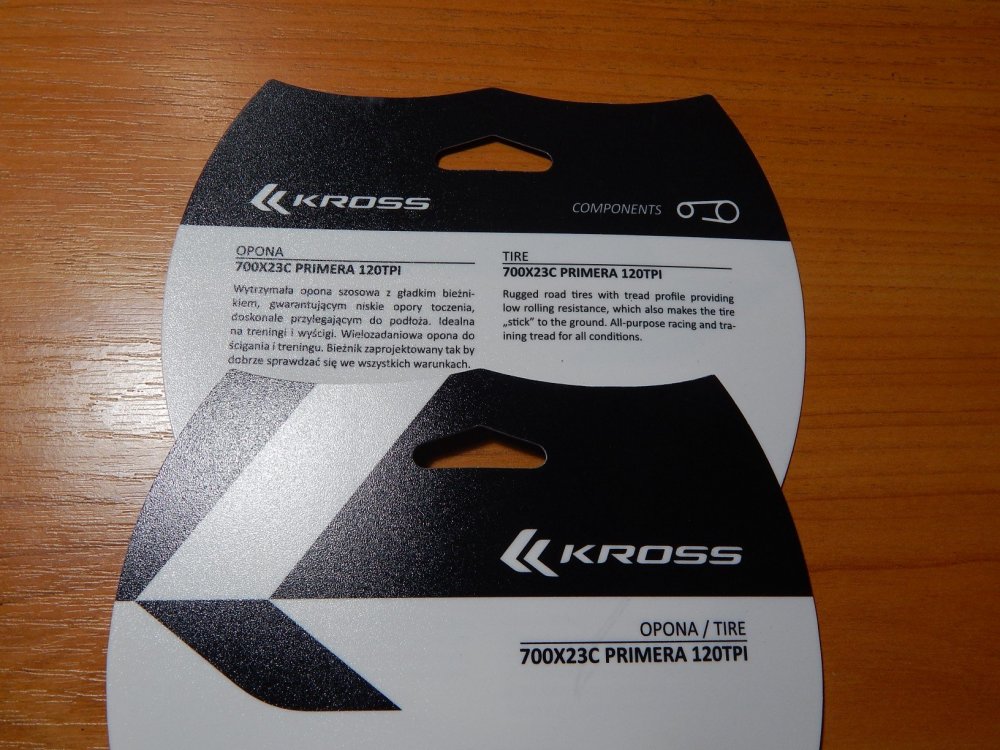 KROSS
COMPONENTS
OPONA
700X23C PRIMERA 120TPI
Wytrzymała opona szosowa z gładkim bieżni-
kiem, gwarantującym niskie opory toczenia,
doskonale przylegającym do podłoża. Idealna
na treningi i wyścigi. Wielozadaniowa opona do
ścigania i treningu. Bieżnik zaprojektowany tak by
dobrze sprawdzać się we wszystkich warunkach.
TIRE
700X23C PRIMERA 120TPI
Rugged road tires with tread profile providing
low rolling resistance, which also makes the tire
„stick" to the ground. All-purpose racing and tra-
ining tread for all conditions.
KROSS
OPONA / TIRE
700X23C PRIMERA 120TPI